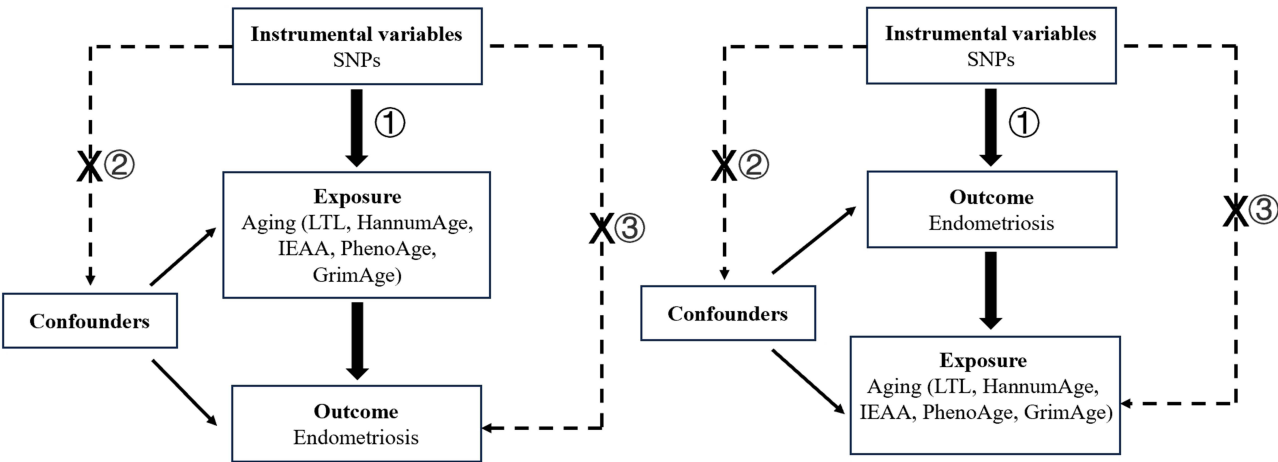 Instrumental variables
SNPs
①
X②
Exposure
Aging (LTL, HannumAge,
IEAA, PhenoAge,
GrimAge)
X③
Confounders
Outcome
Endometriosis
Instrumental variables
SNPs
①
X②
Outcome
Endometriosis
X③
Confounders
Exposure
Aging (LTL, HannumAge,
IEAA, PhenoAge, GrimAge)